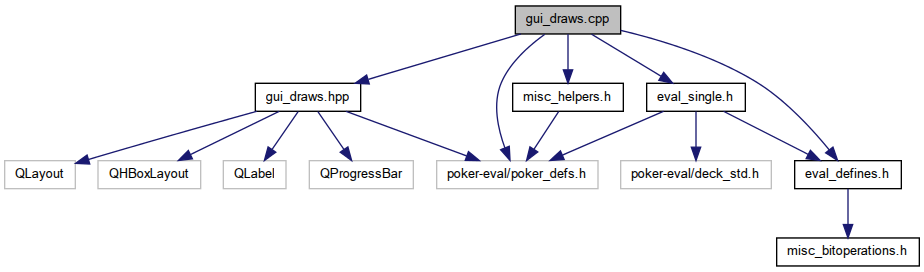 gui_draws.cpp
gui_draws.hpp
misc_helpers.h
eval_single.h
QLayout
QHBoxLayout
QLabel
QProgressBar
poker-eval/poker_defs.h
poker-eval/deck_std.h
eval_defines.h
misc_bitoperations.h